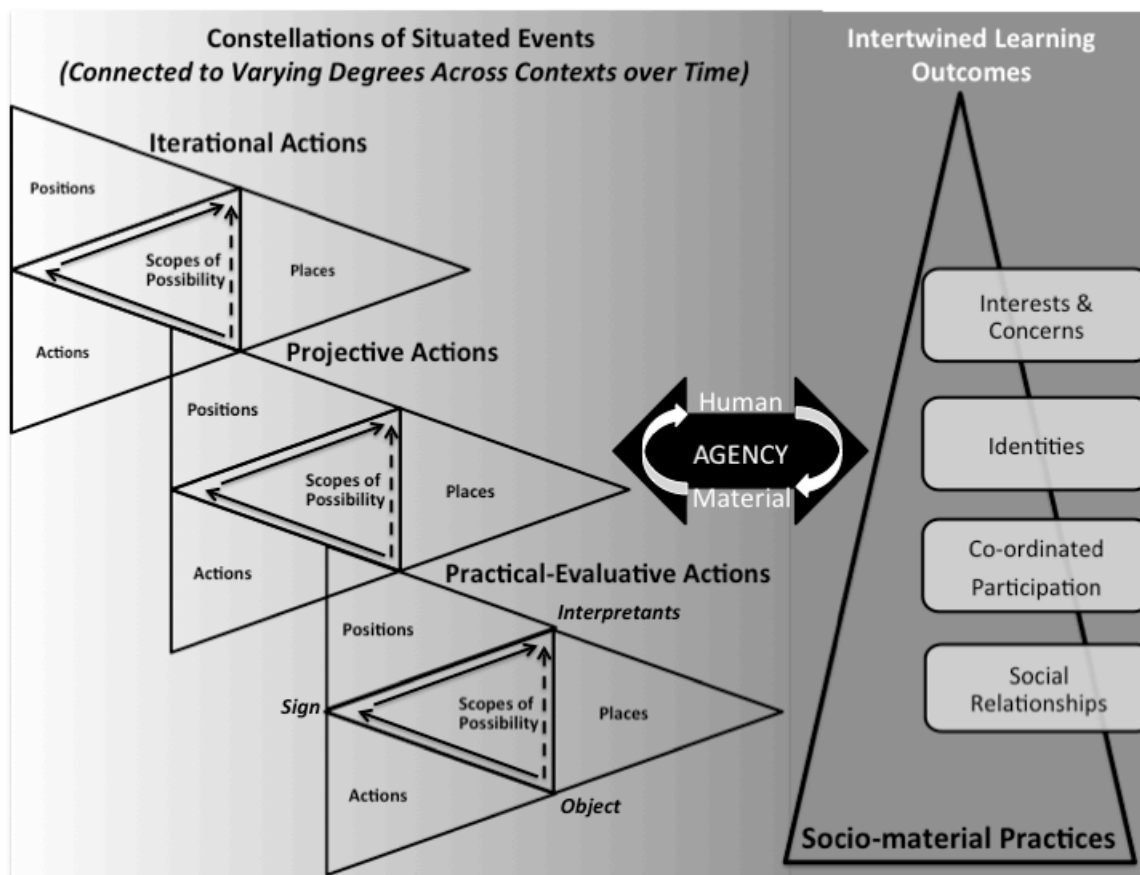 Constellations of Situated Events
(Connected to Varying Degrees Across Contexts over Time)
Iterational Actions
Positions
Scopes of
Possibility
Places
Actions
Projective Actions
Positions
Scopes of
Possibility
Places
Actions
Practical-Evaluative Actions
Interpretants
Positions
Sign
Scopes of
Possibility
Places
Actions
Object
Human
AGENCY
Material
Intertwined Learning
Outcomes
Interests &
Concerns
Identities
Co-ordinated
Participation
Social
Relationships
Socio-material Practices